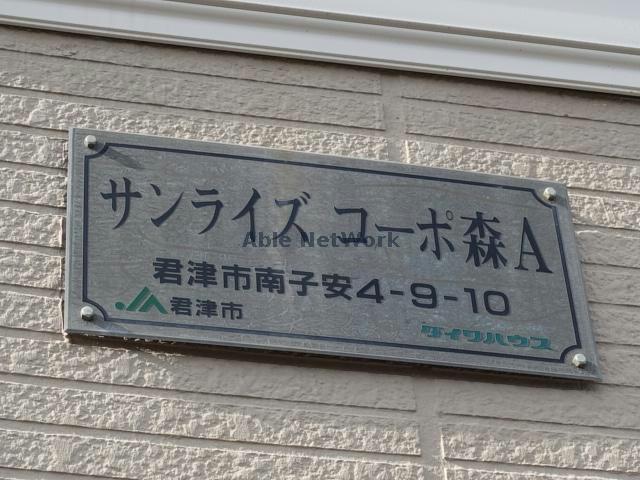 サンライズ コーポ森A
Able NetWork
君津市南子安4-9-10
JA君津市
ダイワハウス